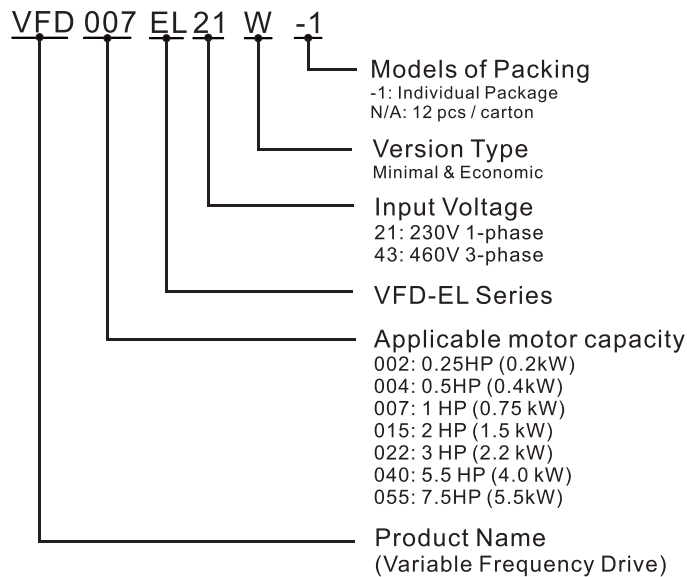 VFD 007 EL 21 W -1
Models of Packing
-1: Individual Package
N/A: 12 pcs / carton
Version Type
Minimal & Economic
Input Voltage
21: 230V 1-phase
43: 460V 3-phase
VFD-EL Series
Applicable motor capacity
002: 0.25HP (0.2kW)
004: 0.5HP (0.4kW)
007: 1 HP (0.75 kW)
015: 2 HP (1.5 kW)
022: 3 HP (2.2 kW)
040: 5.5 HP (4.0 kW)
055: 7.5HP (5.5kW)
Product Name
(Variable Frequency Drive)